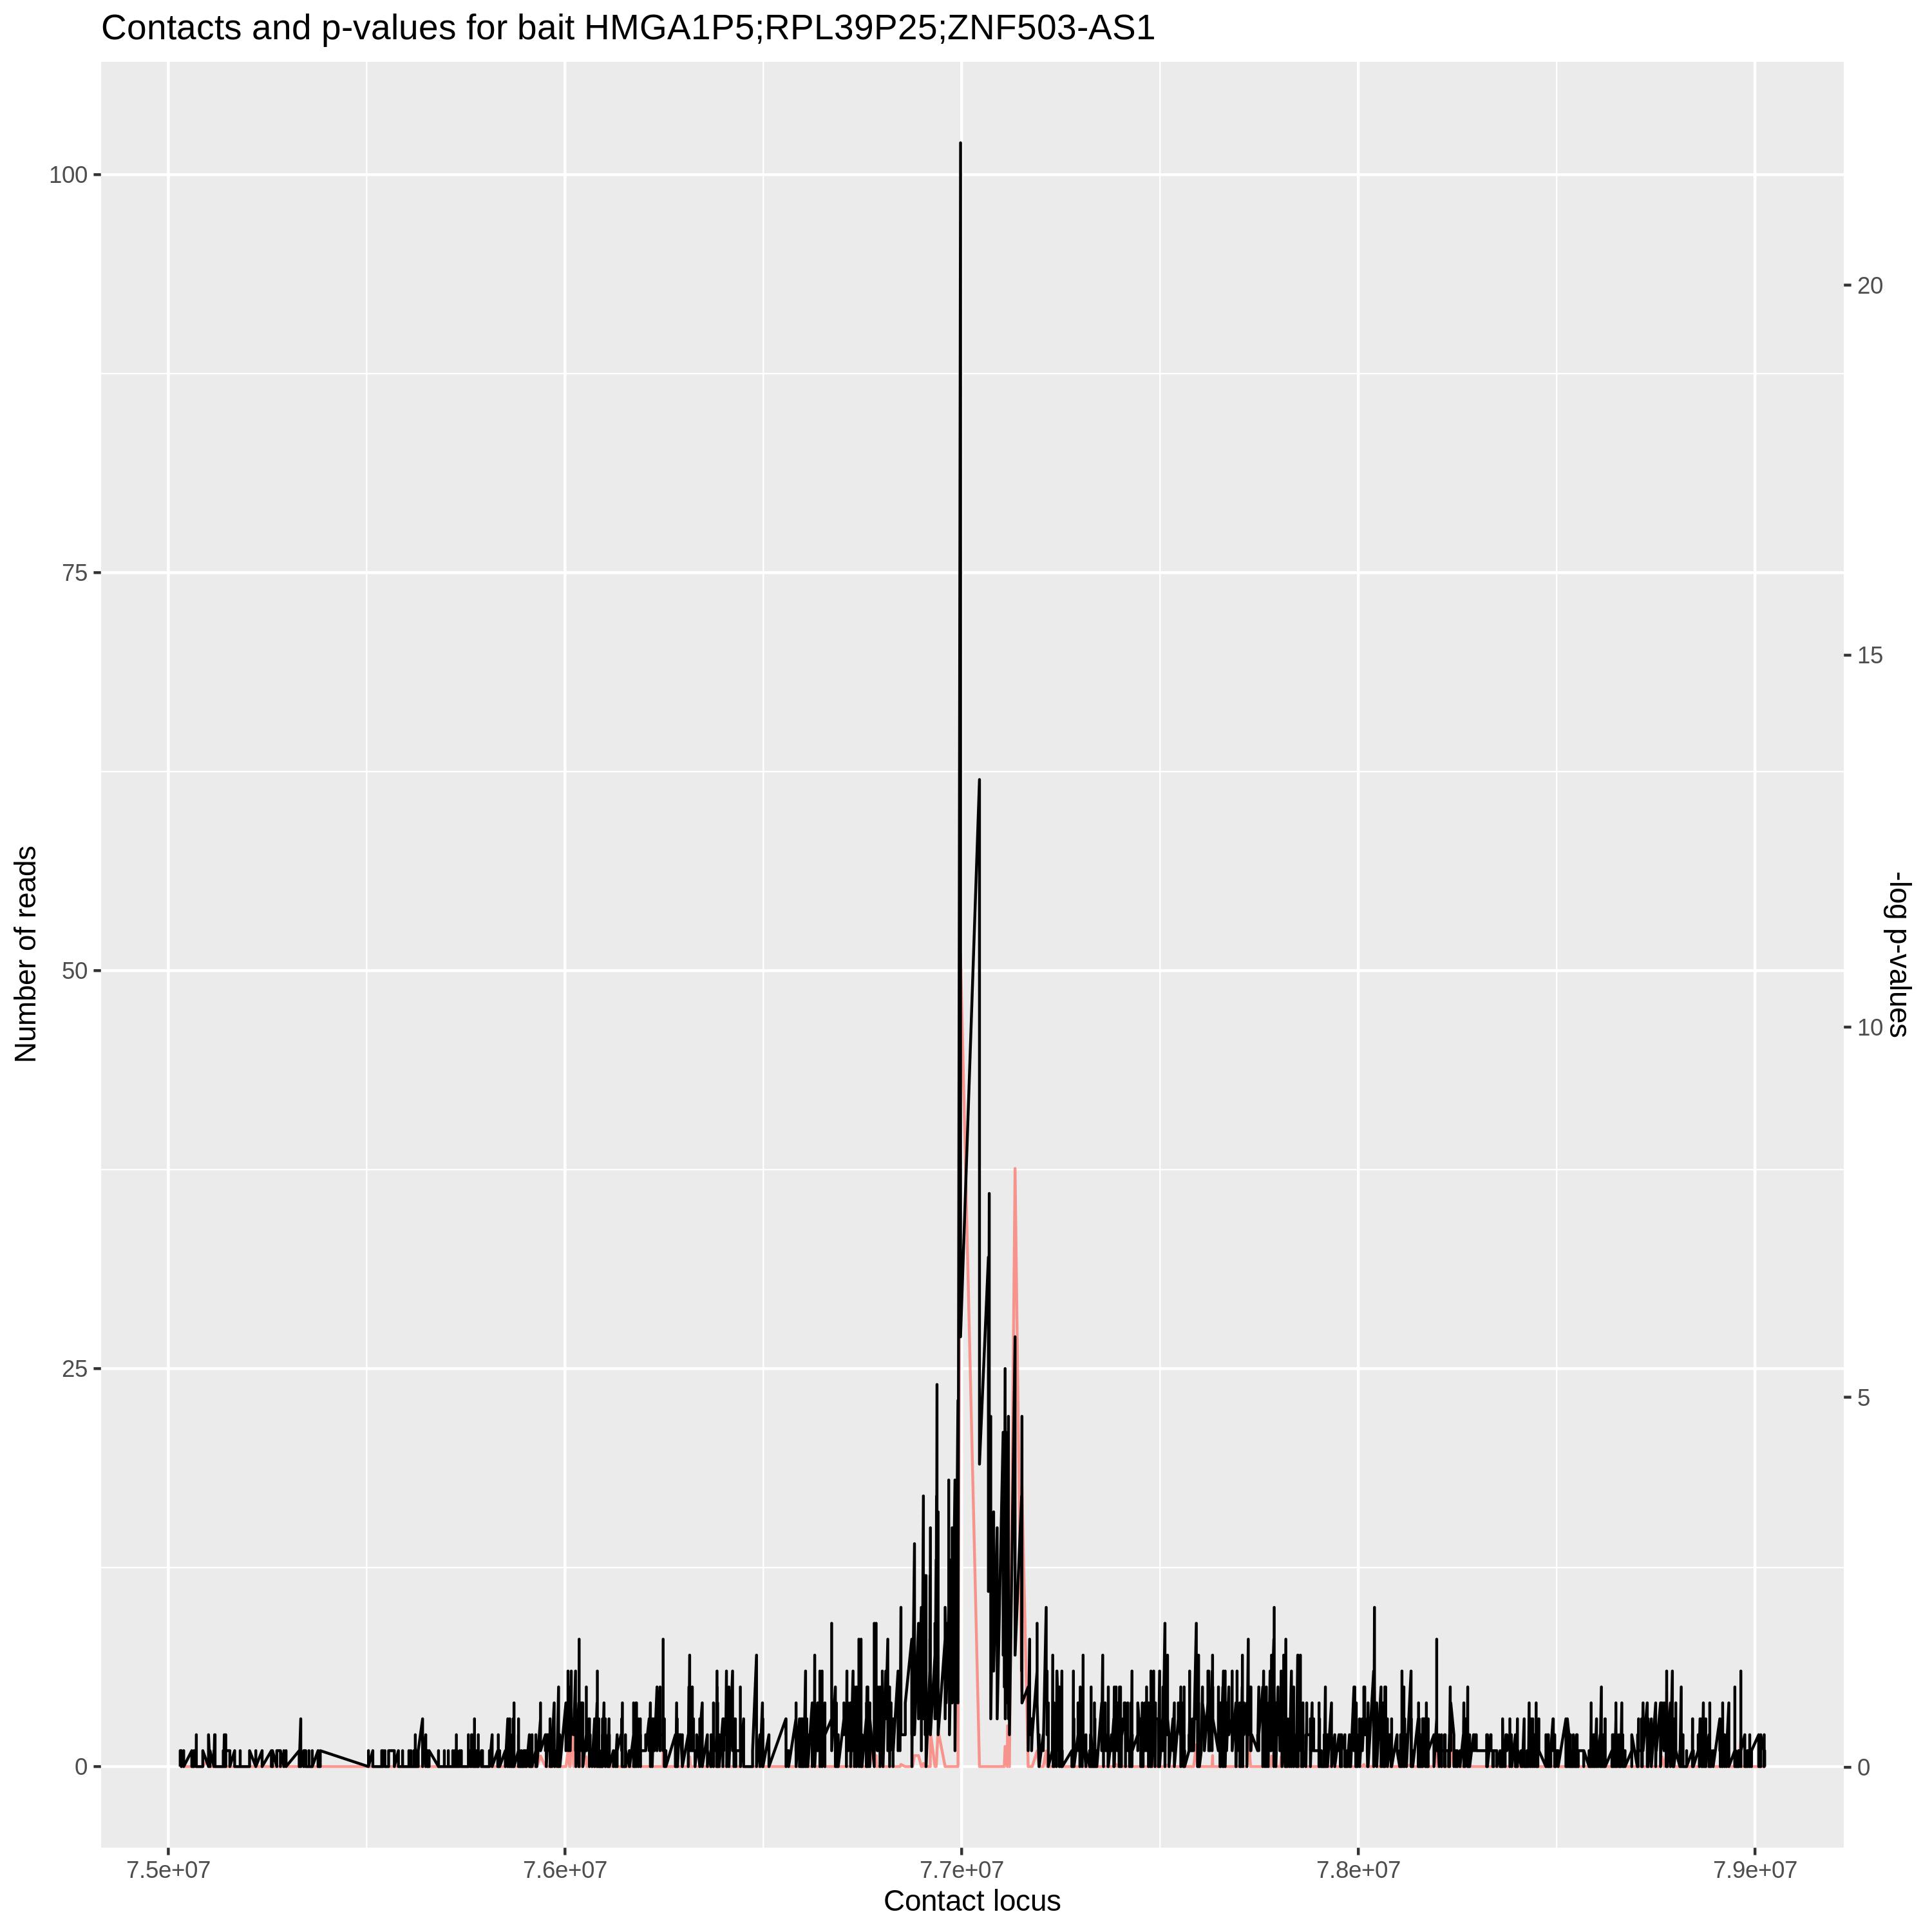 Contacts and p-values for bait HMGA1P5;RPL39P25;ZNF503-AS1
100
75
50
25
0
Number of reads
20
15
10
5
0
-log p-values
7.5e+07 7.6e+07 7.7e+07 7.8e+07 7.9e+07
Contact locus